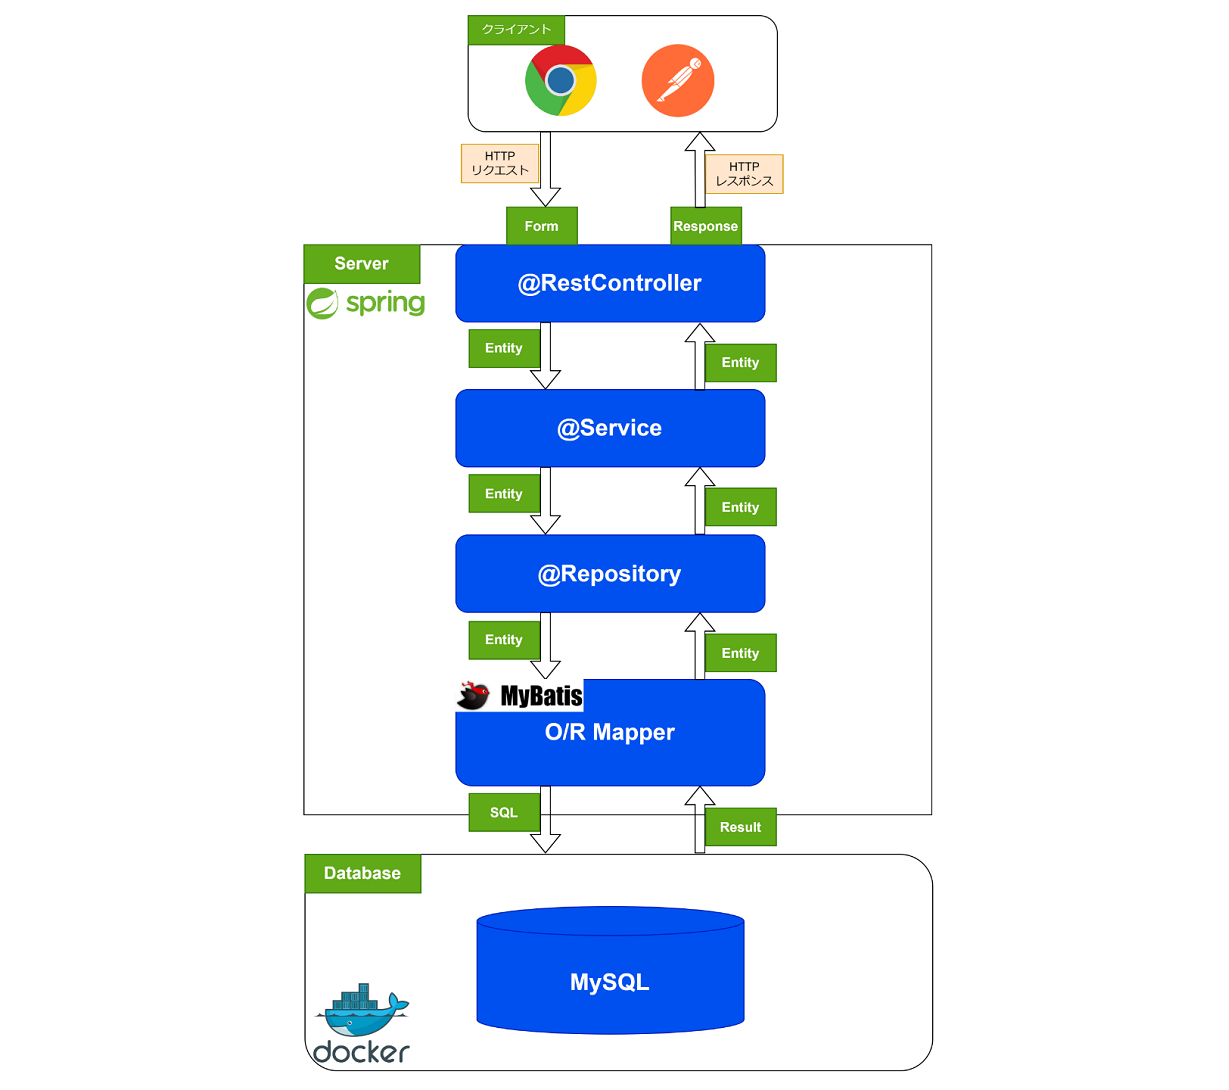 クライアント
HTTP
リクエスト
HTTP
レスポンス
Form
Response
Server
spring
@RestController
Entity
Entity
@Service
Entity
Entity
@Repository
Entity
Entity
MyBatis
O/R Mapper
SQL
Result
Database
MySQL
docker